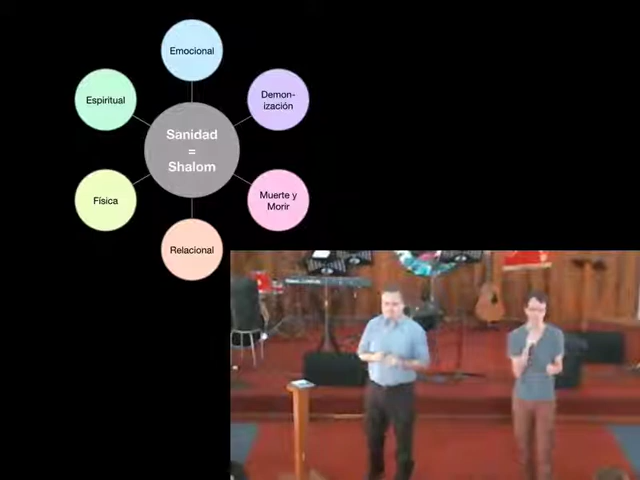 Emocional
Espiritual
Demon-
ización
Sanidad
=
Shalom
Física
Muerte y
Morir
Relacional